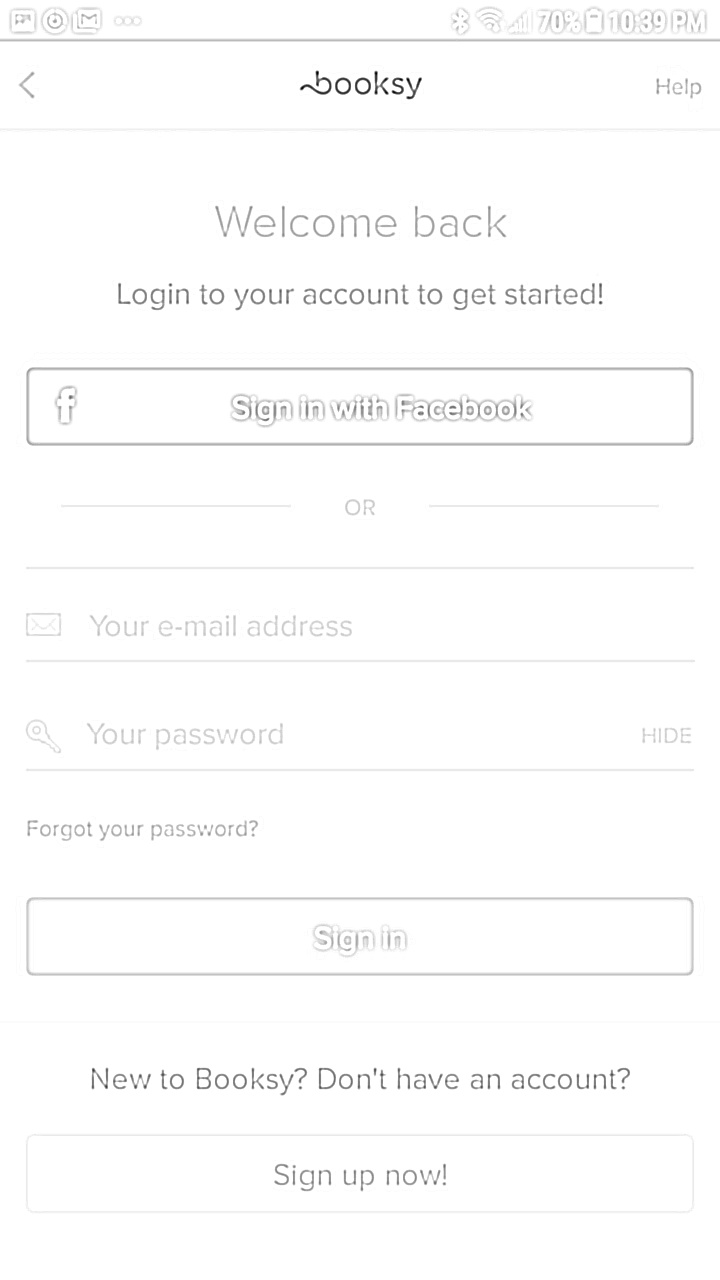 70% 10:39 PM
booksy
Help
Welcome back
Login to your account to get started!
f Sign in with Facebook
OR
Your e-mail address
Your password HIDE
Forgot your password?
Sign in
New to Booksy? Don't have an account?
Sign up now!